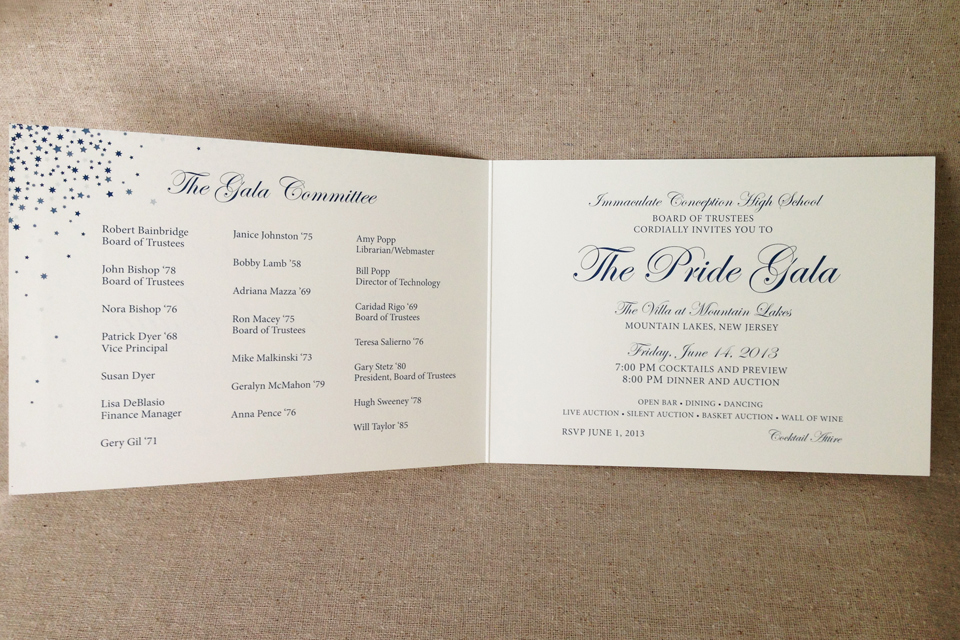 The Gala Committee
Robert Bainbridge
Board of Trustees
John Bishop '78
Board of Trustees
Nora Bishop '76
Patrick Dyer '68
Vice Principal
Susan Dyer
Lisa DeBlasio
Finance Manager
Gery Gil '71
Janice Johnston '75
Bobby Lamb '58
Adriana Mazza '69
Ron Macey '75
Board of Trustees
Mike Malkinski '73
Geralyn McMahon '79
Anna Pence '76
Amy Popp
Librarian/Webmaster
Bill Popp
Director of Technology
Caridad Rigo '69
Board of Trustees
Teresa Salierno '76
Gary Stetz '80
President, Board of Trustees
Hugh Sweeney '78
Will Taylor '85
Immaculate Conception High School
BOARD OF TRUSTEES
CORDIALLY INVITES YOU TO
The Pride Gala
The Villa at Mountain Lakes
MOUNTAIN LAKES, NEW JERSEY
Friday, June 14, 2013
7:00 PM COCKTAILS AND PREVIEW
8:00 PM DINNER AND AUCTION
OPEN BAR • DINING • DANCING
LIVE AUCTION • SILENT AUCTION • BASKET AUCTION • WALL OF WINE
RSVP JUNE 1, 2013
Cocktail Attire